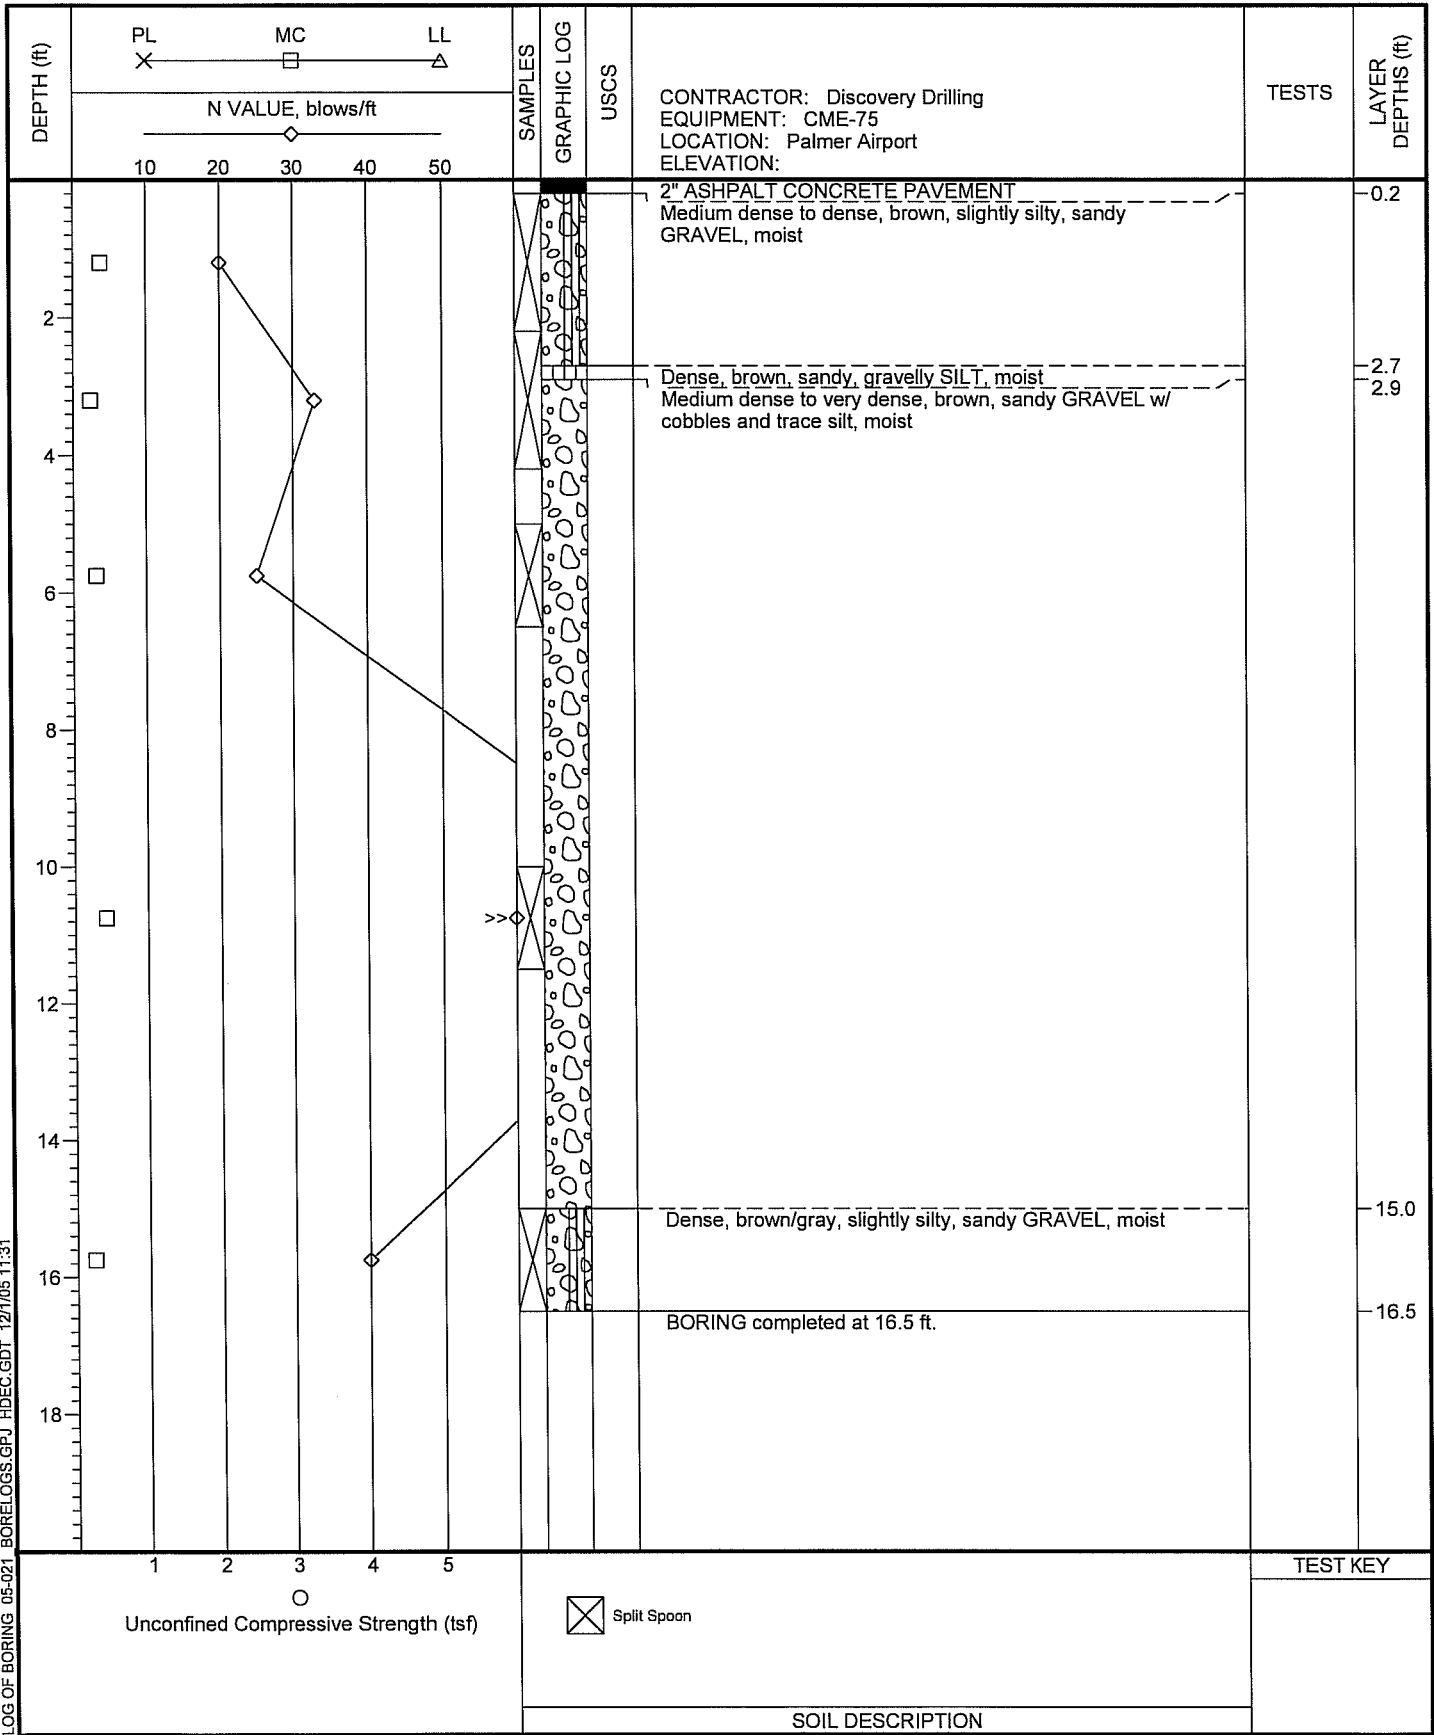 DEPTH (ft)
PL MC LL
N VALUE, blows/ft
10 20 30 40 50
SAMPLES
GRAPHIC LOG
USCS
CONTRACTOR: Discovery Drilling
EQUIPMENT: CME-75
LOCATION: Palmer Airport
ELEVATION:
TESTS
LAYER
DEPTHS (ft)
2" ASHPALT CONCRETE PAVEMENT
0.2
Medium dense to dense, brown, slightly silty, sandy
GRAVEL, moist
2
2.7
Dense, brown, sandy, gravelly SILT, moist
2.9
Medium dense to very dense, brown, sandy GRAVEL w/
cobbles and trace silt, moist
4
6
8
10
>>
12
14
15.0
Dense, brown/gray, slightly silty, sandy GRAVEL, moist
16
16.5
BORING completed at 16.5 ft.
18
1 2 3 4 5
Unconfined Compressive Strength (tsf)
Split Spoon
TEST KEY
SOIL DESCRIPTION
LOG OF BORING 05-021 BORELOGS.GPJ HDEC.GDT 12/1/05 11:31